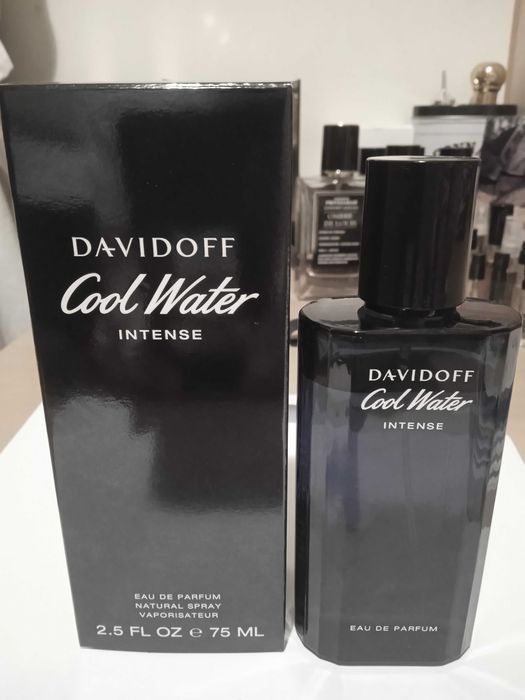 DAVIDOFF
Cool Water
INTENSE
EAU DE PARFUM
NATURAL SPRAY
VAPORISATEUR
2.5 FL OZ e 75 ML
DAVIDOFF
Cool Water
INTENSE
EAU DE PARFUM